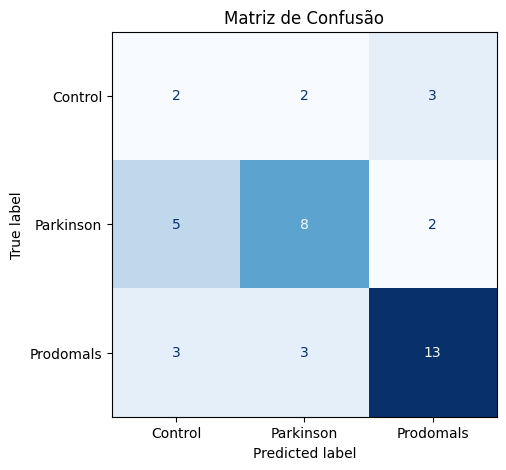 Matriz de Confusão
True label
Control
2 2 3
Parkinson
5 8 2
Prodomals
3 3 13
Control Parkinson Prodomals
Predicted label